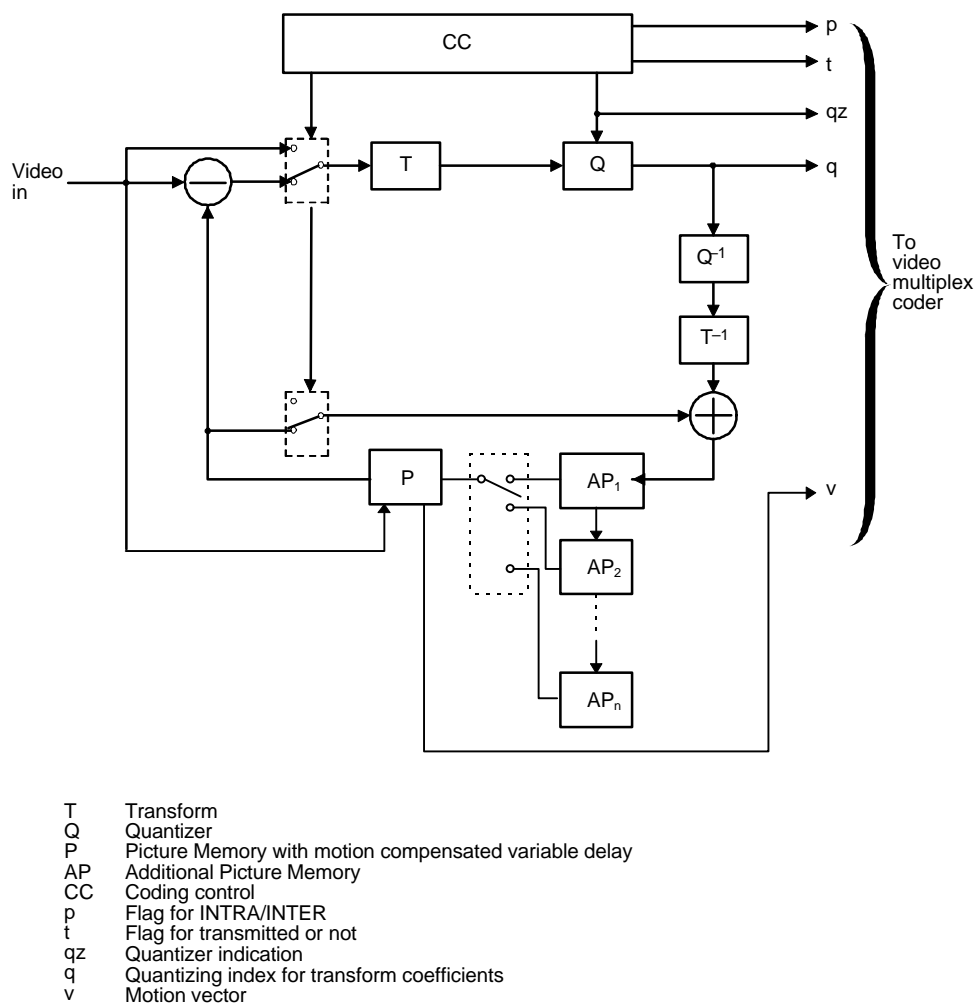 CC
p
t
qz
Video
in
T
Q
q
Q–1
T–1
To
video
multiplex
coder
P
AP1
v
AP2
APn
T Transform
Q Quantizer
P Picture Memory with motion compensated variable delay
AP Additional Picture Memory
CC Coding control
p Flag for INTRA/INTER
t Flag for transmitted or not
qz Quantizer indication
q Quantizing index for transform coefficients
v Motion vector